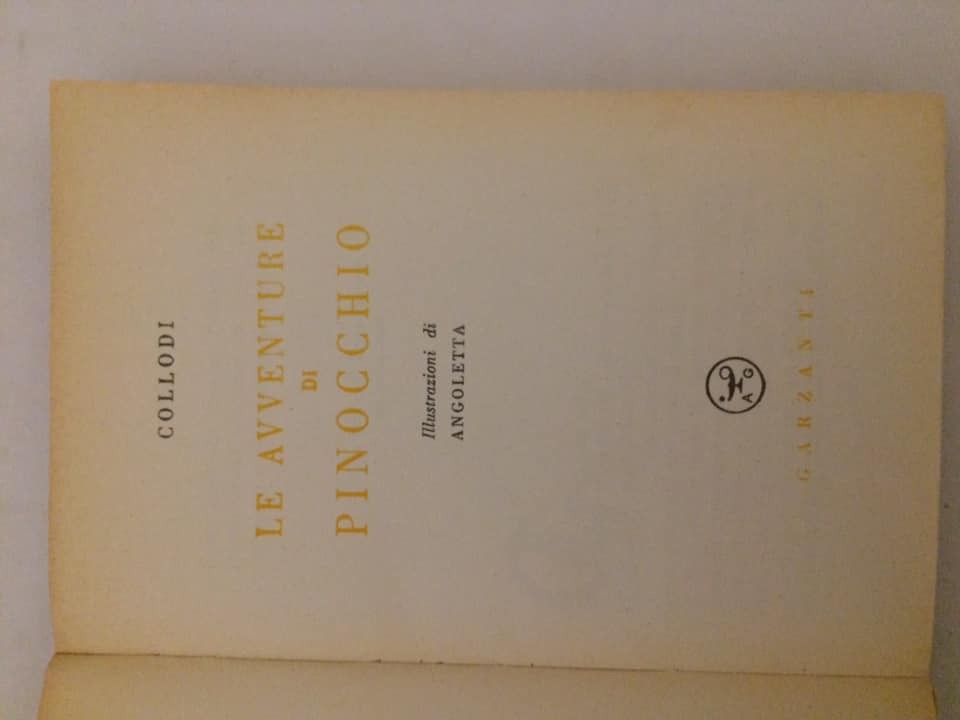 COLLODI
LE AVVENTURE
DI
PINOCCHIO
Illustrazioni di
ANGOLETTA
A G
GARZANTI